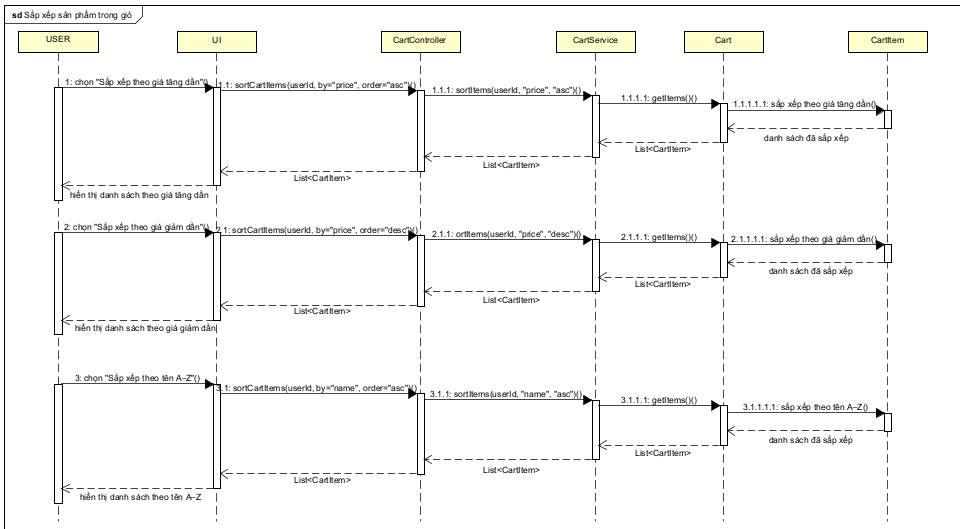 sd Sắp xếp sản phẩm trong giỏ
USER
UI
CartController
CartService
Cart
CartItem
1: chọn "Sắp xếp theo giá tăng dần"()
1.1: sortCartItems(userId, by="price", order="asc")()
1.1.1: sortItems(userId, "price", "asc")()
1.1.1.1: getItems()()
1.1.1.1.1: sắp xếp theo giá tăng dần()
danh sách đã sắp xếp
List<CartItem>
List<CartItem>
List<CartItem>
hiển thị danh sách theo giá tăng dần
2: chọn "Sắp xếp theo giá giảm dần"()
2.1: sortCartItems(userId, by="price", order="desc")()
2.1.1: ortItems(userId, "price", "desc")()
2.1.1.1: getItems()()
2.1.1.1.1: sắp xếp theo giá giảm dần()
danh sách đã sắp xếp
List<CartItem>
List<CartItem>
List<CartItem>
hiển thị danh sách theo giá giảm dần
3: chọn "Sắp xếp theo tên A–Z"()
3.1: sortCartItems(userId, by="name", order="asc")()
3.1.1: sortItems(userId, "name", "asc")()
3.1.1.1: getItems()()
3.1.1.1.1: sắp xếp theo tên A–Z()
danh sách đã sắp xếp
List<CartItem>
List<CartItem>
List<CartItem>
hiển thị danh sách theo tên A–Z